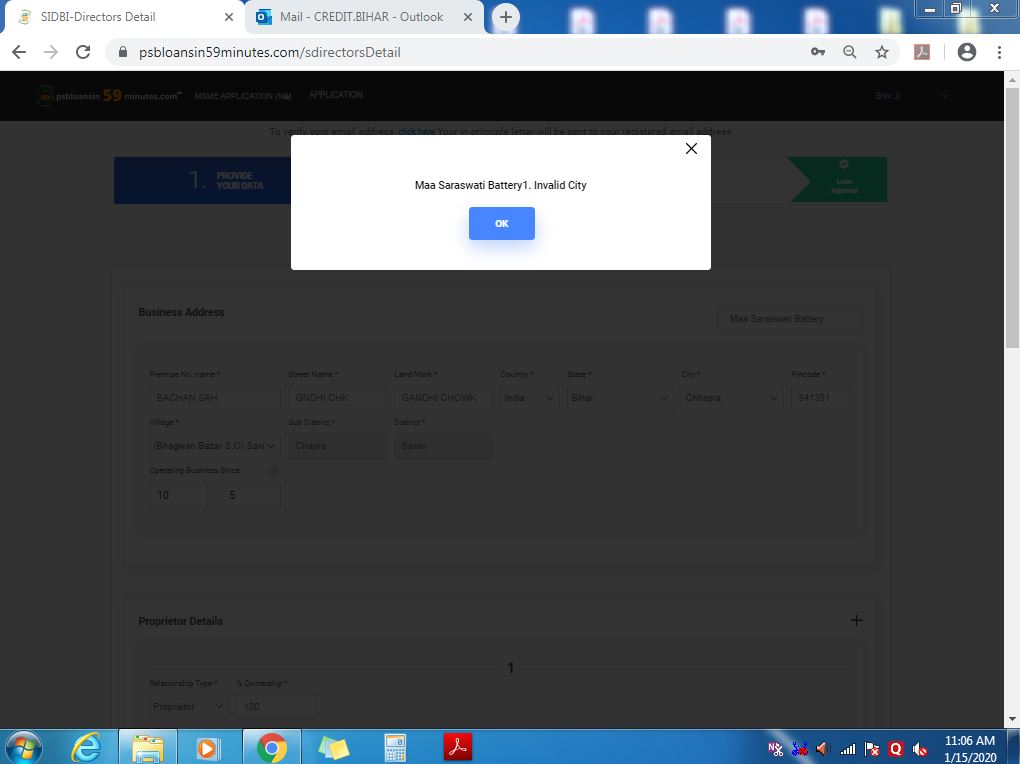 SIDBI-Directors Detail
Mail - CREDIT.BIHAR - Outlook
psbloansin59minutes.com/sdirectorsDetail
psbloansin 59 minutes.com™
MSME APPLICATION
APPLICATION
Shiv Ji
To verify your email address, click here Your in-principle letter will be sent to your registered email address
1. PROVIDE YOUR DATA
Loan Approval
Maa Saraswati Battery1. Invalid City
OK
Business Address
Maa Saraswati Battery
Premise No. name * Street Name * Land Mark * Country * State * City * Pincode *
BACHAN SAH GNDHI CHK. GANDHI CHOWK. India Bihar Chhapra 841301
Village * Sub District * District *
(Bhagwan Bazar S.O) Sara Chapra Saran
Operating Business Since ?
10 5
Proprietor Details
1
Relationship Type * % Ownership *
Proprietor 100
11:06 AM
1/15/2020